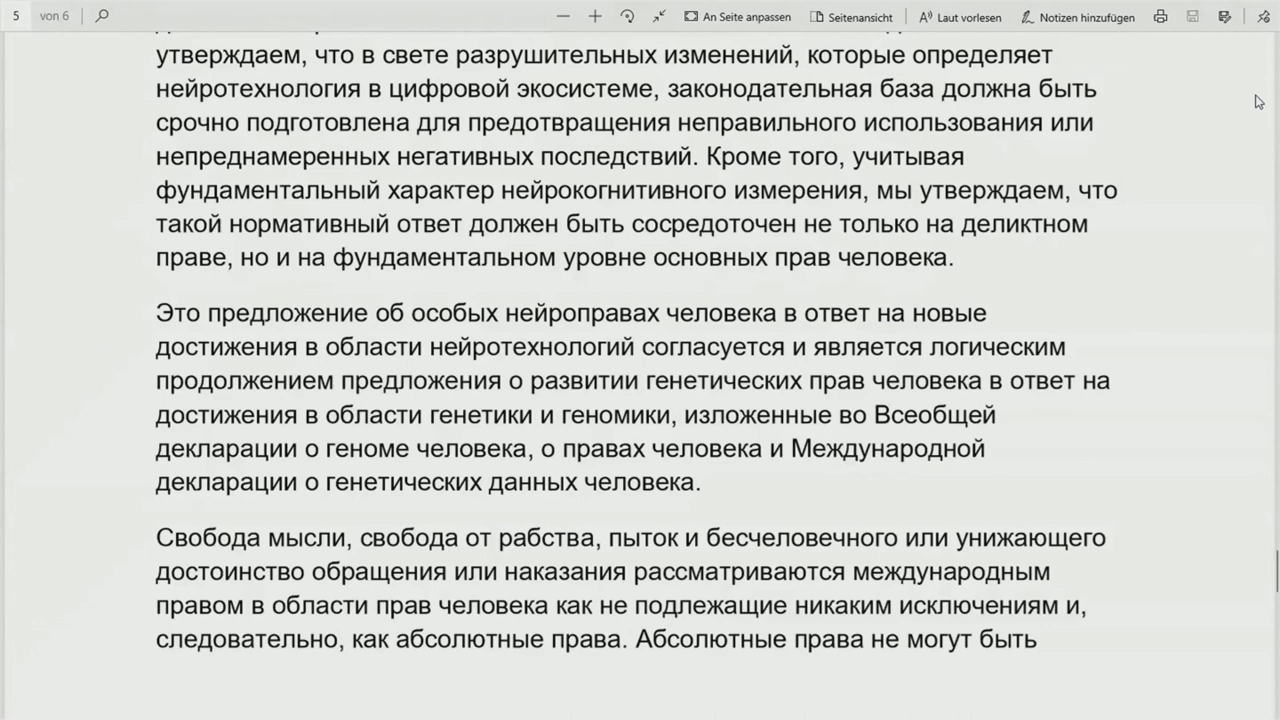 5 von 6 An Seite anpassen Seitenansicht Laut vorlesen Notizen hinzufügen
утверждаем, что в свете разрушительных изменений, которые определяет
нейротехнология в цифровой экосистеме, законодательная база должна быть
срочно подготовлена для предотвращения неправильного использования или
непреднамеренных негативных последствий. Кроме того, учитывая
фундаментальный характер нейрокогнитивного измерения, мы утверждаем, что
такой нормативный ответ должен быть сосредоточен не только на деликтном
праве, но и на фундаментальном уровне основных прав человека.
Это предложение об особых нейроправах человека в ответ на новые
достижения в области нейротехнологий согласуется и является логическим
продолжением предложения о развитии генетических прав человека в ответ на
достижения в области генетики и геномики, изложенные во Всеобщей
декларации о геноме человека, о правах человека и Международной
декларации о генетических данных человека.
Свобода мысли, свобода от рабства, пыток и бесчеловечного или унижающего
достоинство обращения или наказания рассматриваются международным
правом в области прав человека как не подлежащие никаким исключениям и,
следовательно, как абсолютные права. Абсолютные права не могут быть